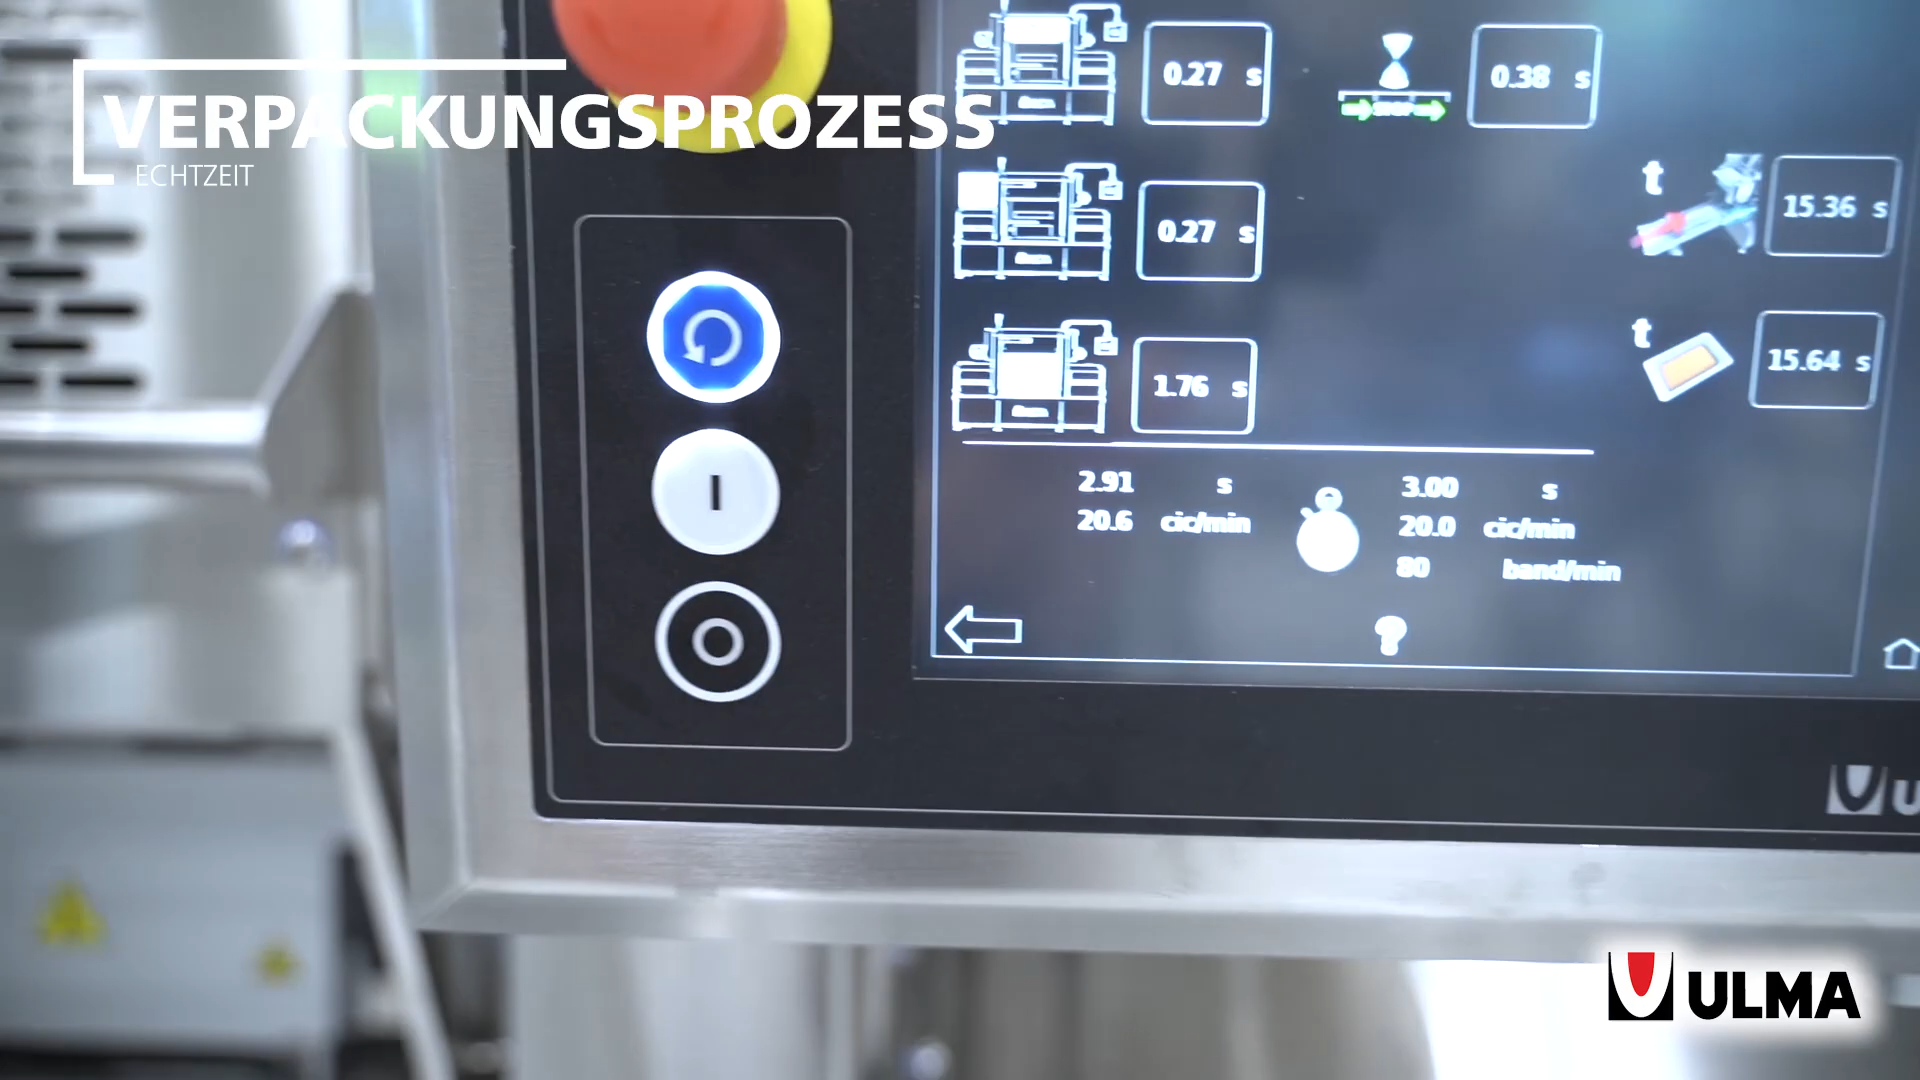 VERPACKUNGSPROZESS
ECHTZEIT
0.27 s
0.38 s
STOP
0.27 s
t
15.36 s
t
15.64 s
1.76 s
2.91 s
3.00 s
20.6 cic/min
20.0 cic/min
80 band/min
I
U
ULMA